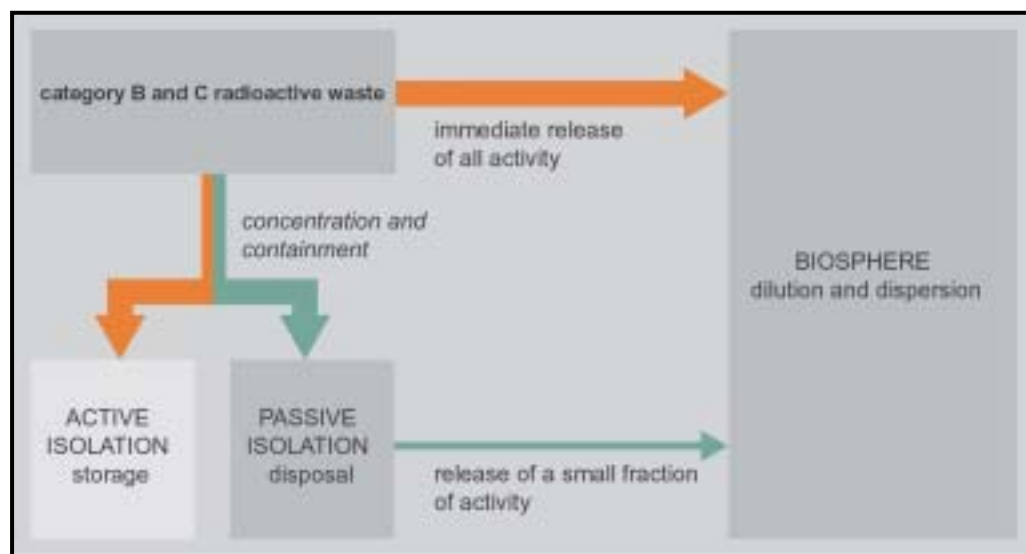 category B and C radioactive waste
immediate release
of all activity
concentration and
containment
BIOSPHERE
dilution and dispersion
ACTIVE
ISOLATION
storage
PASSIVE
ISOLATION
disposal
release of a small fraction
of activity